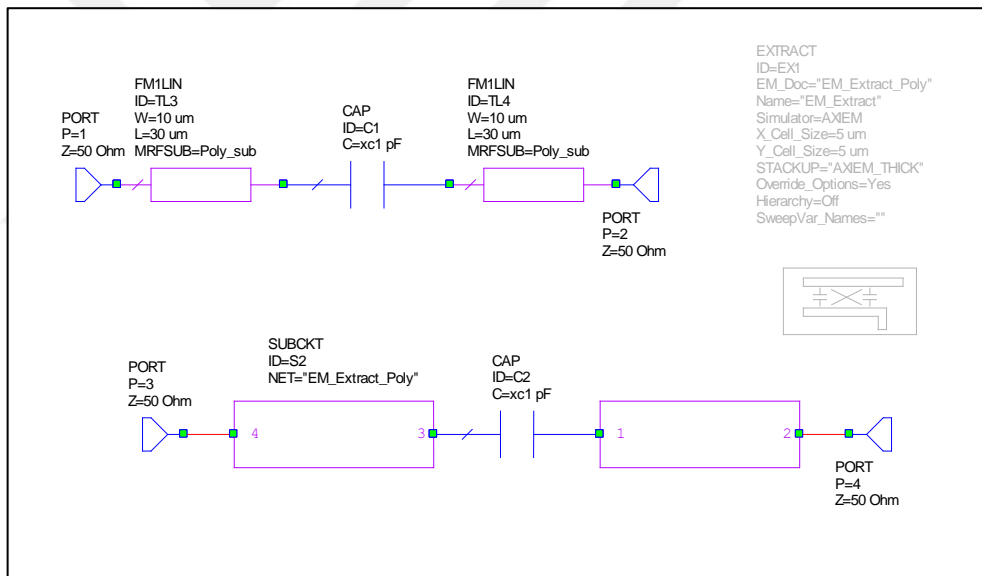 FM1LIN
ID=TL3
W=10 um
L=30 um
MRFSUB=Poly_sub
PORT
P=1
Z=50 Ohm
CAP
ID=C1
C=xc1 pF
FM1LIN
ID=TL4
W=10 um
L=30 um
MRFSUB=Poly_sub
PORT
P=2
Z=50 Ohm
EXTRACT
ID=EX1
EM_Doc="EM_Extract_Poly"
Name="EM_Extract"
Simulator=AXIEM
X_Cell_Size=5 um
Y_Cell_Size=5 um
STACKUP="AXIEM_THICK"
Override_Options=Yes
Hierarchy=Off
SweepVar_Names=""
PORT
P=3
Z=50 Ohm
SUBCKT
ID=S2
NET="EM_Extract_Poly"
4
3
CAP
ID=C2
C=xc1 pF
1
2
PORT
P=4
Z=50 Ohm